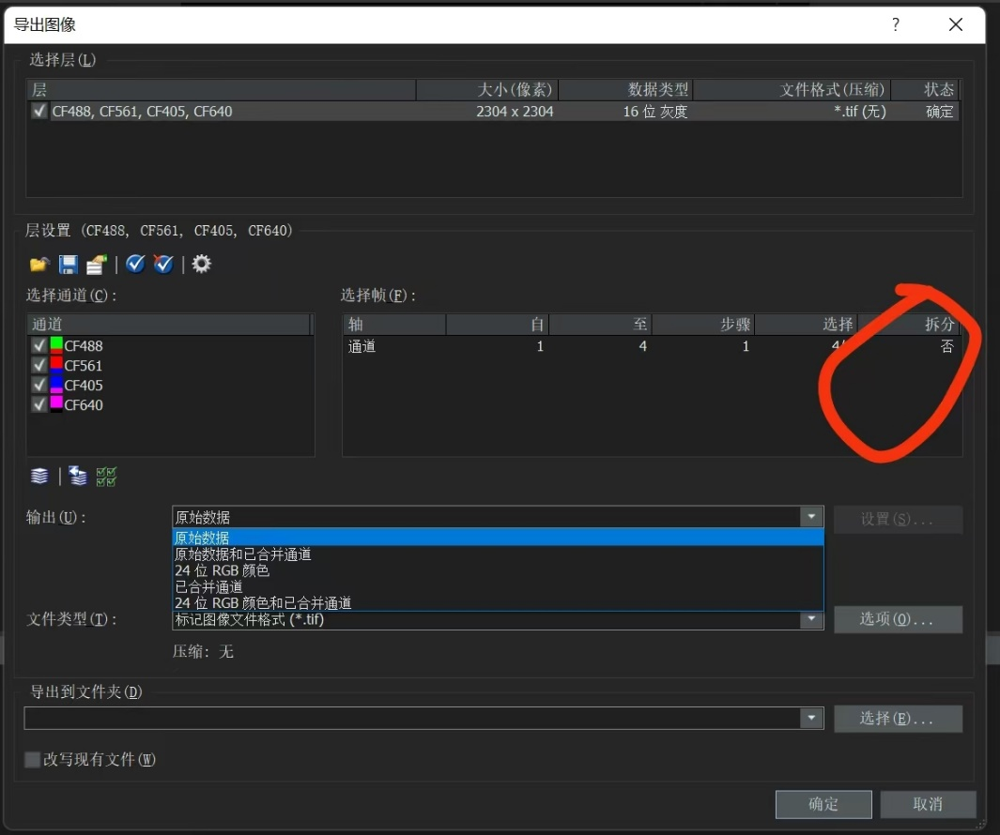 导出图像 ?
选择层(L)
层 大小(像素) 数据类型 文件格式(压缩) 状态
CF488, CF561, CF405, CF640 2304 x 2304 16 位 灰度 *.tif (无) 确定
层设置 (CF488, CF561, CF405, CF640)
选择通道(C): 选择帧(F):
通道 轴 自 至 步骤 选择 拆分
CF488 通道 1 4 1 否
CF561
CF405
CF640
输出(U): 原始数据 设置(S)...
原始数据
原始数据和已合并通道
24 位 RGB 颜色
已合并通道
24 位 RGB 颜色和已合并通道
文件类型(T): 标记图像文件格式 (*.tif) 选项(O)...
压缩: 无
导出到文件夹(D)
选择(E)...
改写现有文件(W)
确定 取消